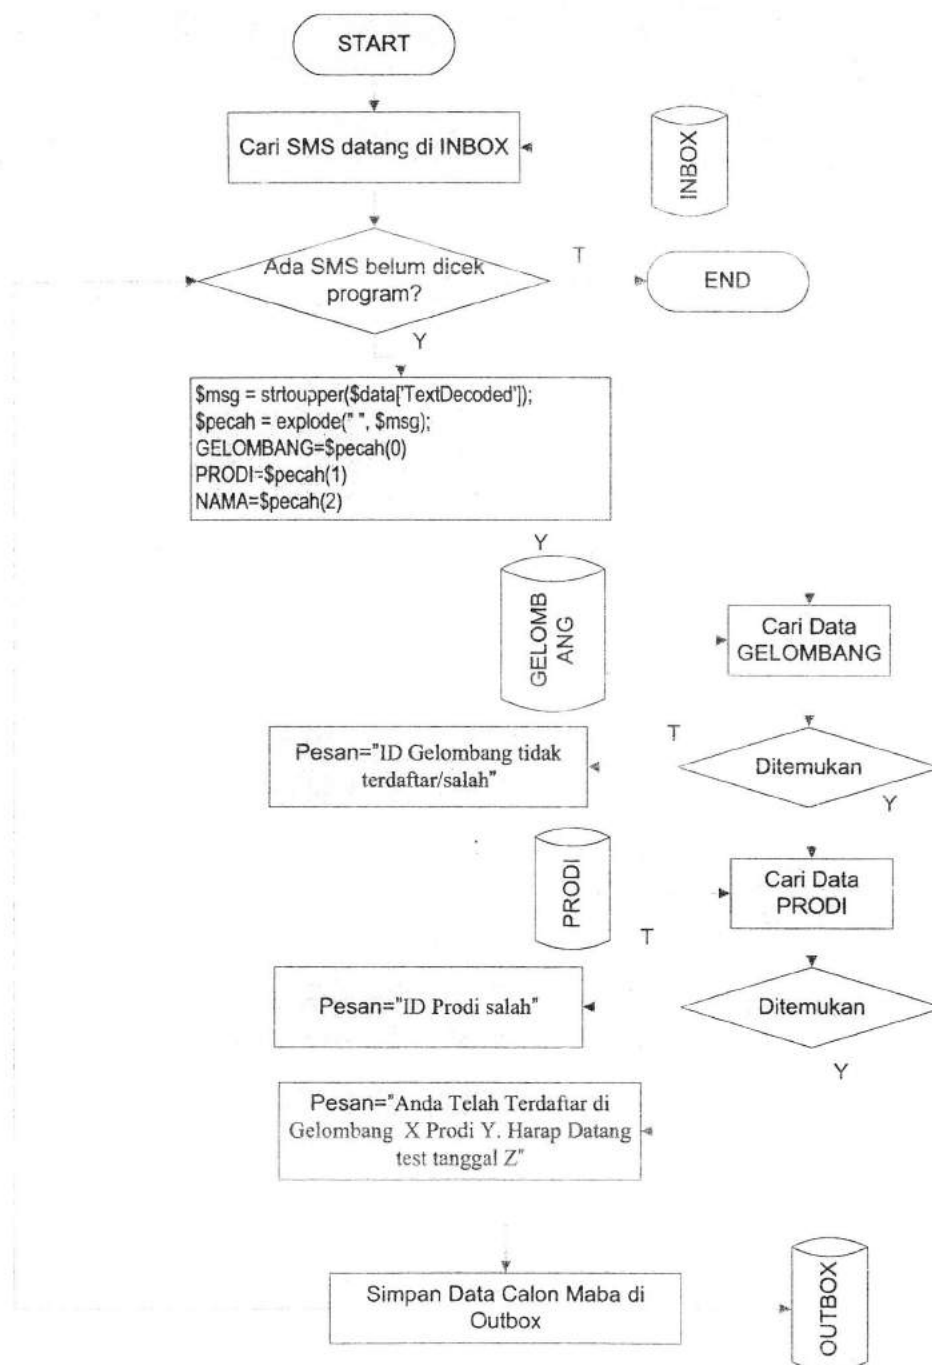 START
Cari SMS datang di INBOX
INBOX
Ada SMS belum dicek
program?
T
END
Y
$msg = strtoupper($data['TextDecoded']);
$pecah = explode(" ", $msg);
GELOMBANG=$pecah(0)
PRODI=$pecah(1)
NAMA=$pecah(2)
Y
GELOMB
ANG
Cari Data
GELOMBANG
T
Pesan="ID Gelombang tidak
terdaftar/salah"
Ditemukan
Y
PRODI
Cari Data
PRODI
T
Pesan="ID Prodi salah"
Ditemukan
Y
Pesan="Anda Telah Terdaftar di
Gelombang X Prodi Y. Harap Datang
test tanggal Z"
Simpan Data Calon Maba di
Outbox
OUTBOX